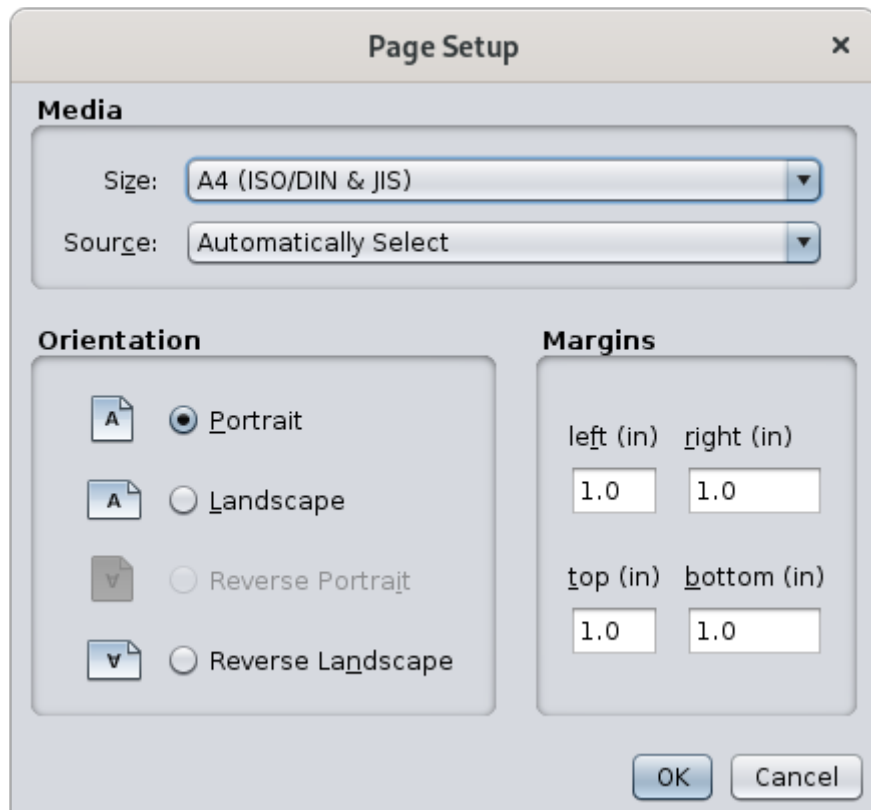 Page Setup ×
Media
Size: A4 (ISO/DIN & JIS)
Source: Automatically Select
Orientation
A Portrait
A Landscape
A Reverse Portrait
A Reverse Landscape
Margins
left (in) right (in)
1.0 1.0
top (in) bottom (in)
1.0 1.0
OK Cancel